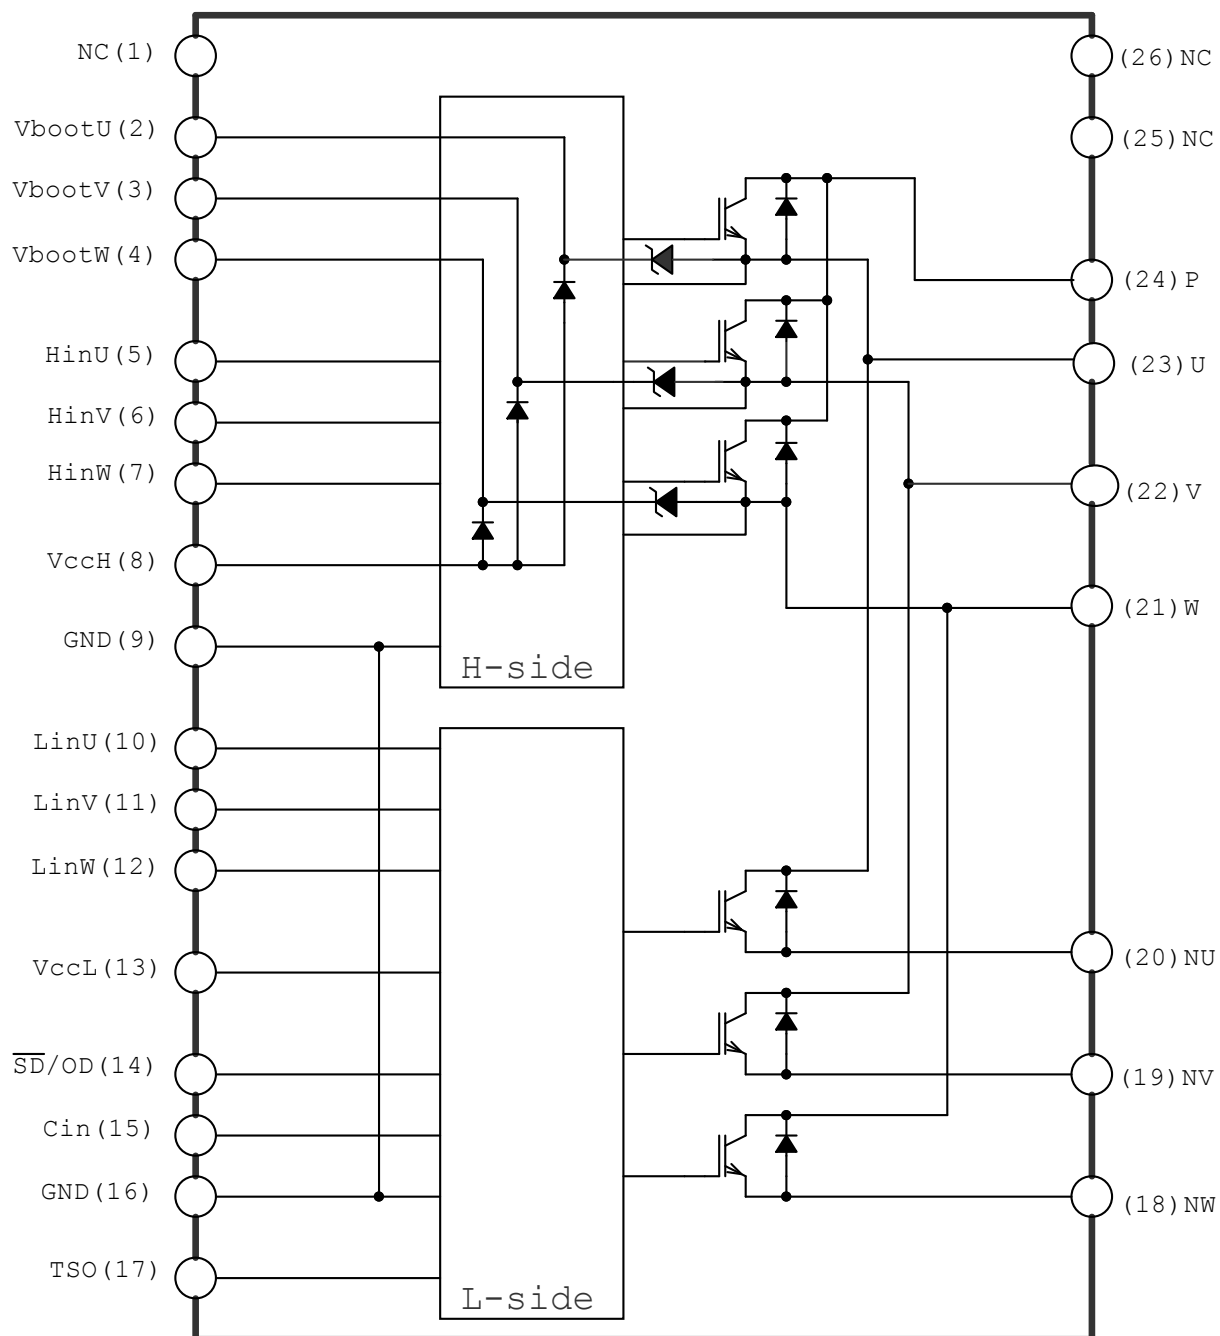 NC(1)
VbootU(2)
VbootV(3)
VbootW(4)
HinU(5)
HinV(6)
HinW(7)
VccH(8)
GND(9)
LinU(10)
LinV(11)
LinW(12)
VccL(13)
S̅D̅/OD(14)
Cin(15)
GND(16)
TSO(17)
H-side
L-side
(26)NC
(25)NC
(24)P
(23)U
(22)V
(21)W
(20)NU
(19)NV
(18)NW